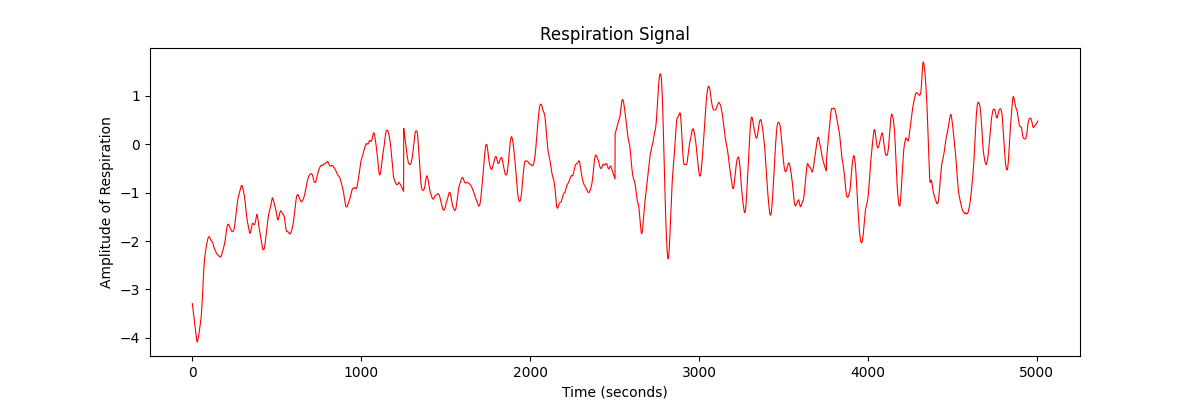 Respiration Signal
Amplitude of Respiration
1
0
−1
−2
−3
−4
0 1000 2000 3000 4000 5000
Time (seconds)